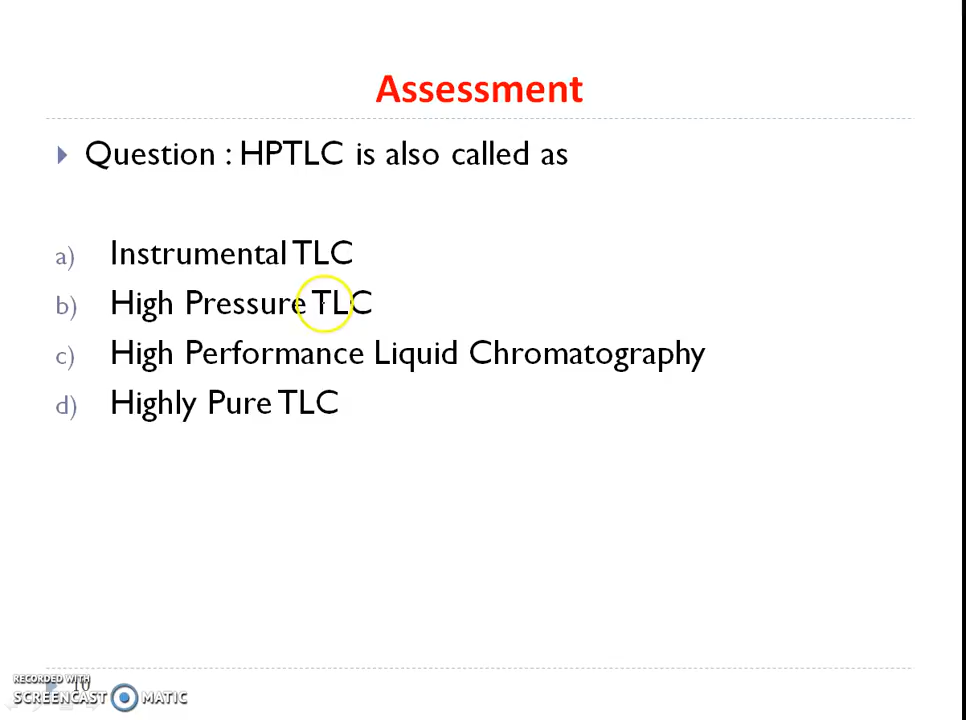 Assessment
Question : HPTLC is also called as
a) Instrumental TLC
b) High Pressure TLC
c) High Performance Liquid Chromatography
d) Highly Pure TLC
RECORDED WITH
10
SCREENCAST MATIC